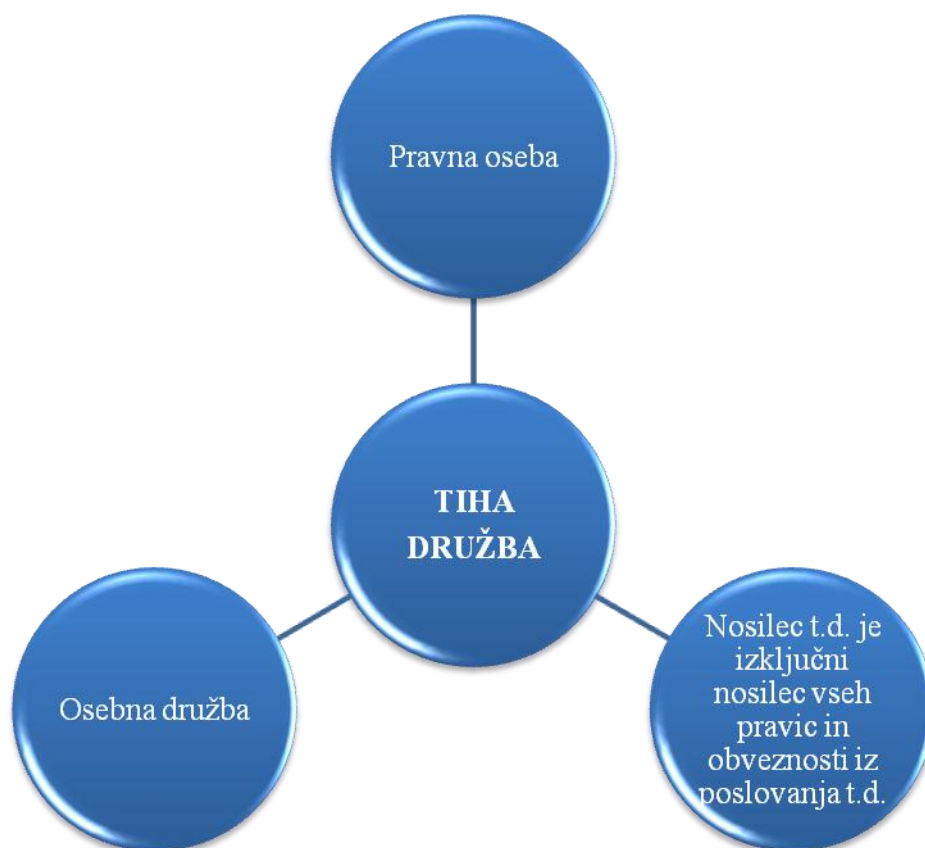 Pravna oseba
TIHA
DRUŽBA
Osebna družba
Nosilec t.d. je
izključni
nosilec vseh
pravic in
obveznosti iz
poslovanja t.d.